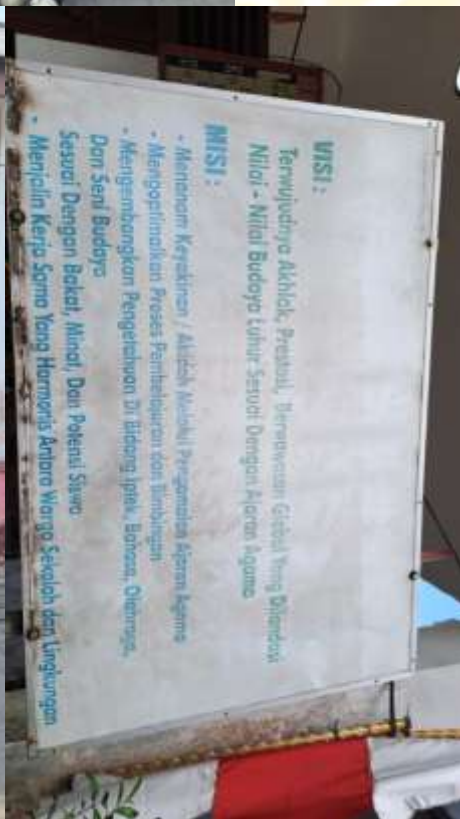 VISI :
Terwujudnya Akhlak, Prestasi, Berwawasan Global Yang Dilandasi
Nilai - Nilai Budaya Luhur Sesuai Dengan Ajaran Agama
MISI :
- Menanam Keyakinan / Akidah Melalui Pengamalan Ajaran Agama
- Mengoptimalkan Proses Pembelajaran dan Bimbingan
- Mengembangkan Pengetahuan Di Bidang Iptek, Bahasa, Olahraga,
Dan Seni Budaya
Sesuai Dengan Bakat, Minat, Dan Potensi Siswa
- Menjalin Kerja Sama Yang Harmonis Antara Warga Sekolah dan Lingkungan